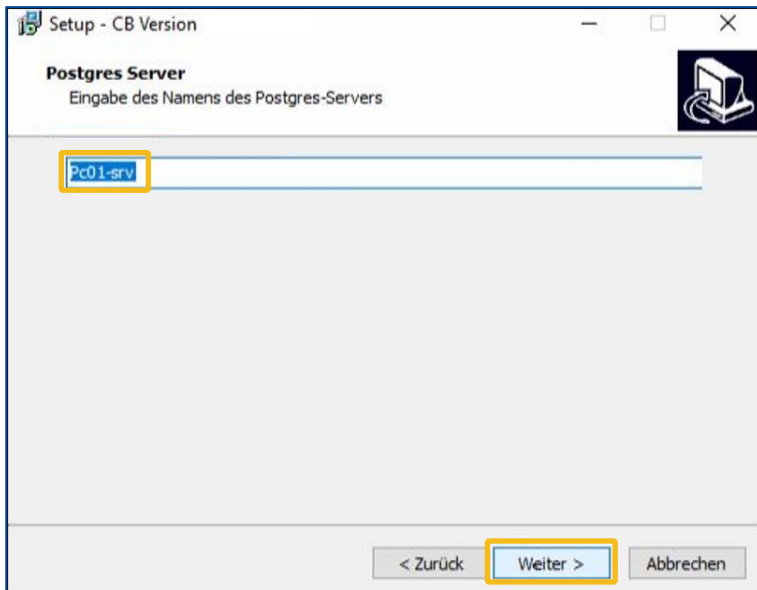 Setup - CB Version
Postgres Server
Eingabe des Namens des Postgres-Servers
Pc01-srv
< Zurück Weiter > Abbrechen